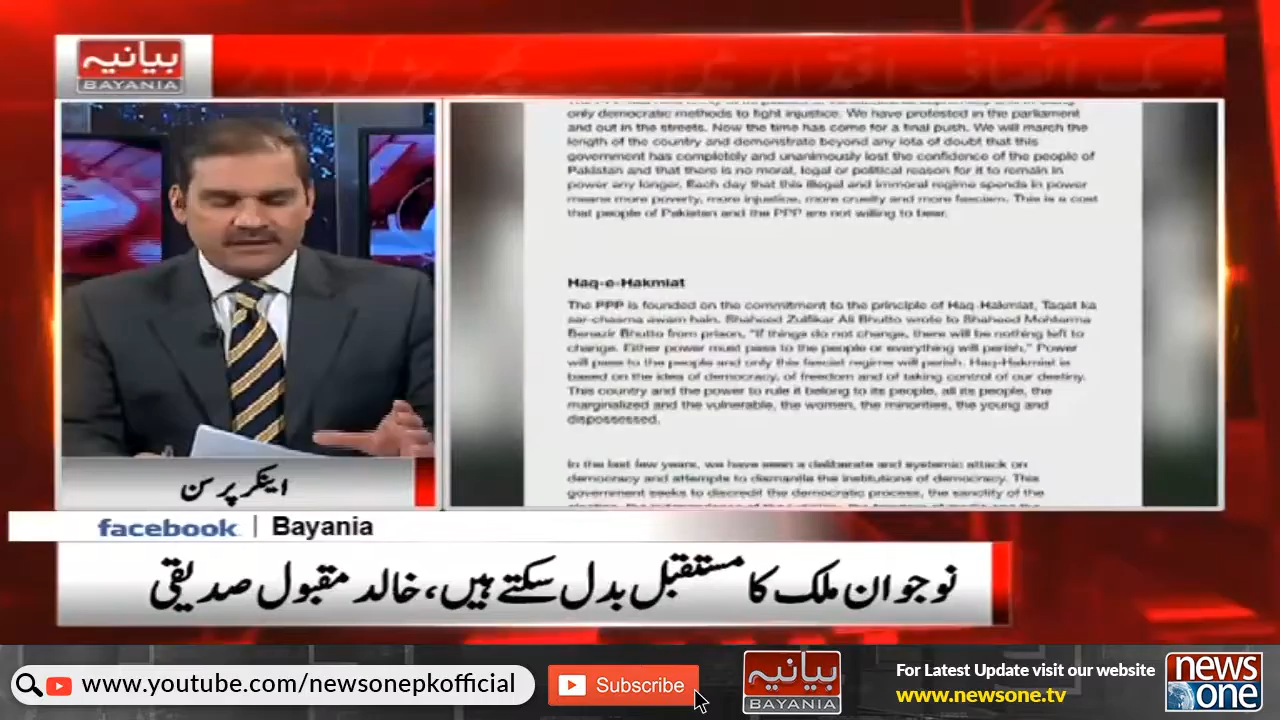 بیانیہ
BAYANIA
only democratic methods to fight injustice. We have protested in the parliament
and out in the streets. Now the time has come for a final push. We will march the
length of the country and demonstrate beyond any iota of doubt that this
government has completely and unanimously lost the confidence of the people of
Pakistan and that there is no moral, legal or political reason for it to remain in
power any longer. Each day that this illegal and immoral regime spends in power
means more poverty, more injustice, more cruelty and more fascism. This is a cost
that people of Pakistan and the PPP are not willing to bear.
Haq-e-Hakmiat
The PPP is founded on the commitment to the principle of Haq-Hakmiat, Taqat ka
sar-chasma awam hain. Shaheed Zulfikar Ali Bhutto wrote to Shaheed Mohtarma
Benazir Bhutto from prison, "If things do not change, there will be nothing left to
change. Either power must pass to the people or everything will perish." Power
will pass to the people and only this fascist regime will perish. Haq-Hakmiat is
based on the idea of democracy, of freedom and of taking control of our destiny.
This country and the power to rule it belong to its people, all its people, the
marginalized and the vulnerable, the women, the minorities, the young and
dispossessed.
In the last few years, we have seen a deliberate and systemic attack on
democracy and attempts to dismantle the institutions of democracy. This
government seeks to discredit the democratic process, the sanctity of the
اینکر پرسن
facebook | Bayania
نوجوان ملک کا مستقبل بدل سکتے ہیں، خالد مقبول صدیقی
www.youtube.com/newsonepkofficial
Subscribe
بیانیہ
BAYANIA
For Latest Update visit our website
www.newsone.tv
news
one